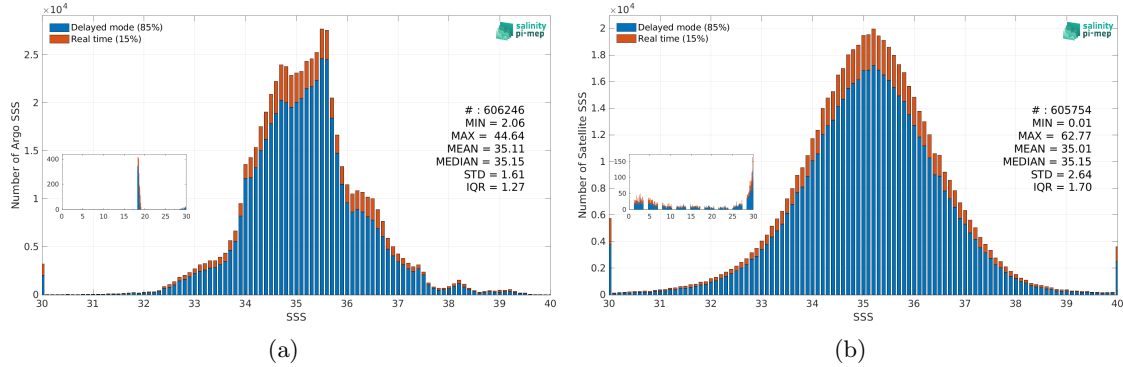 ×10⁴
Delayed mode (85%)
Real time (15%)
salinity
pi-mep
Number of Argo SSS
2.5
2
1.5
1
0.5
0
# : 606246
MIN = 2.06
MAX = 44.64
MEAN = 35.11
MEDIAN = 35.15
STD = 1.61
IQR = 1.27
400
200
0
0 5 10 15 20 25 30
30 31 32 33 34 35 36 37 38 39 40
SSS
(a)
×10⁴
Delayed mode (85%)
Real time (15%)
salinity
pi-mep
Number of Satellite SSS
2
1.8
1.6
1.4
1.2
1
0.8
0.6
0.4
0.2
0
# : 605754
MIN = 0.01
MAX = 62.77
MEAN = 35.01
MEDIAN = 35.15
STD = 2.64
IQR = 1.70
150
100
50
0
0 5 10 15 20 25 30
30 31 32 33 34 35 36 37 38 39 40
SSS
(b)